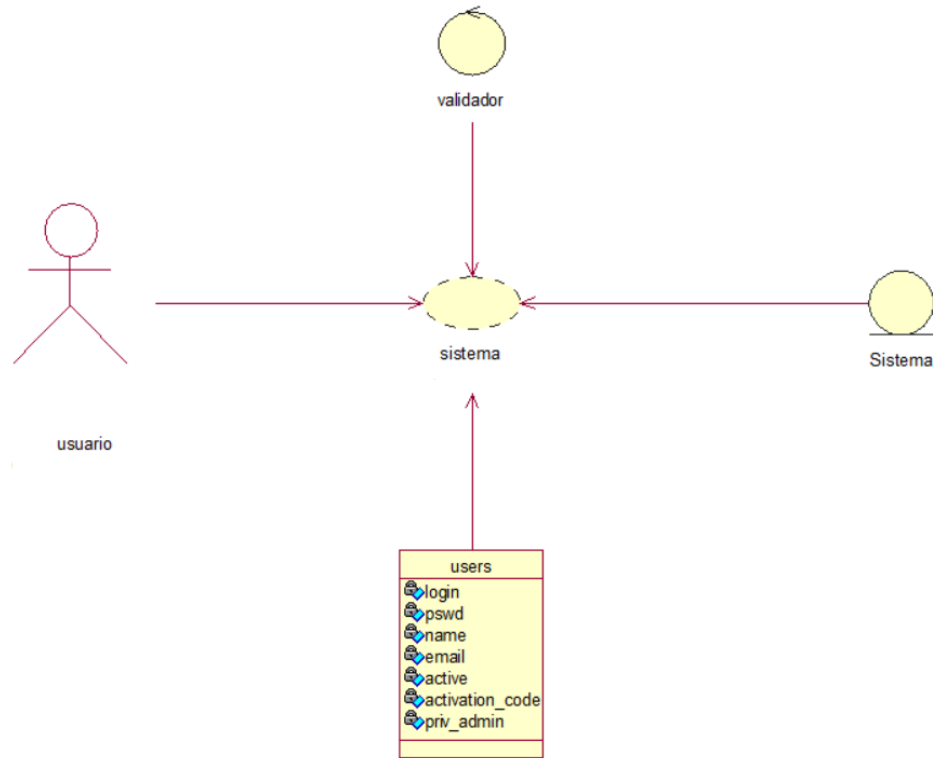 validador
sistema
Sistema
usuario
users
login
pswd
name
email
active
activation_code
priv_admin